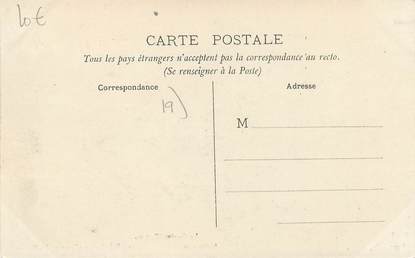 10€
CARTE POSTALE
Tous les pays étrangers n'acceptent pas la correspondance au recto.
(Se renseigner à la Poste)
Correspondance
Adresse
19)
M